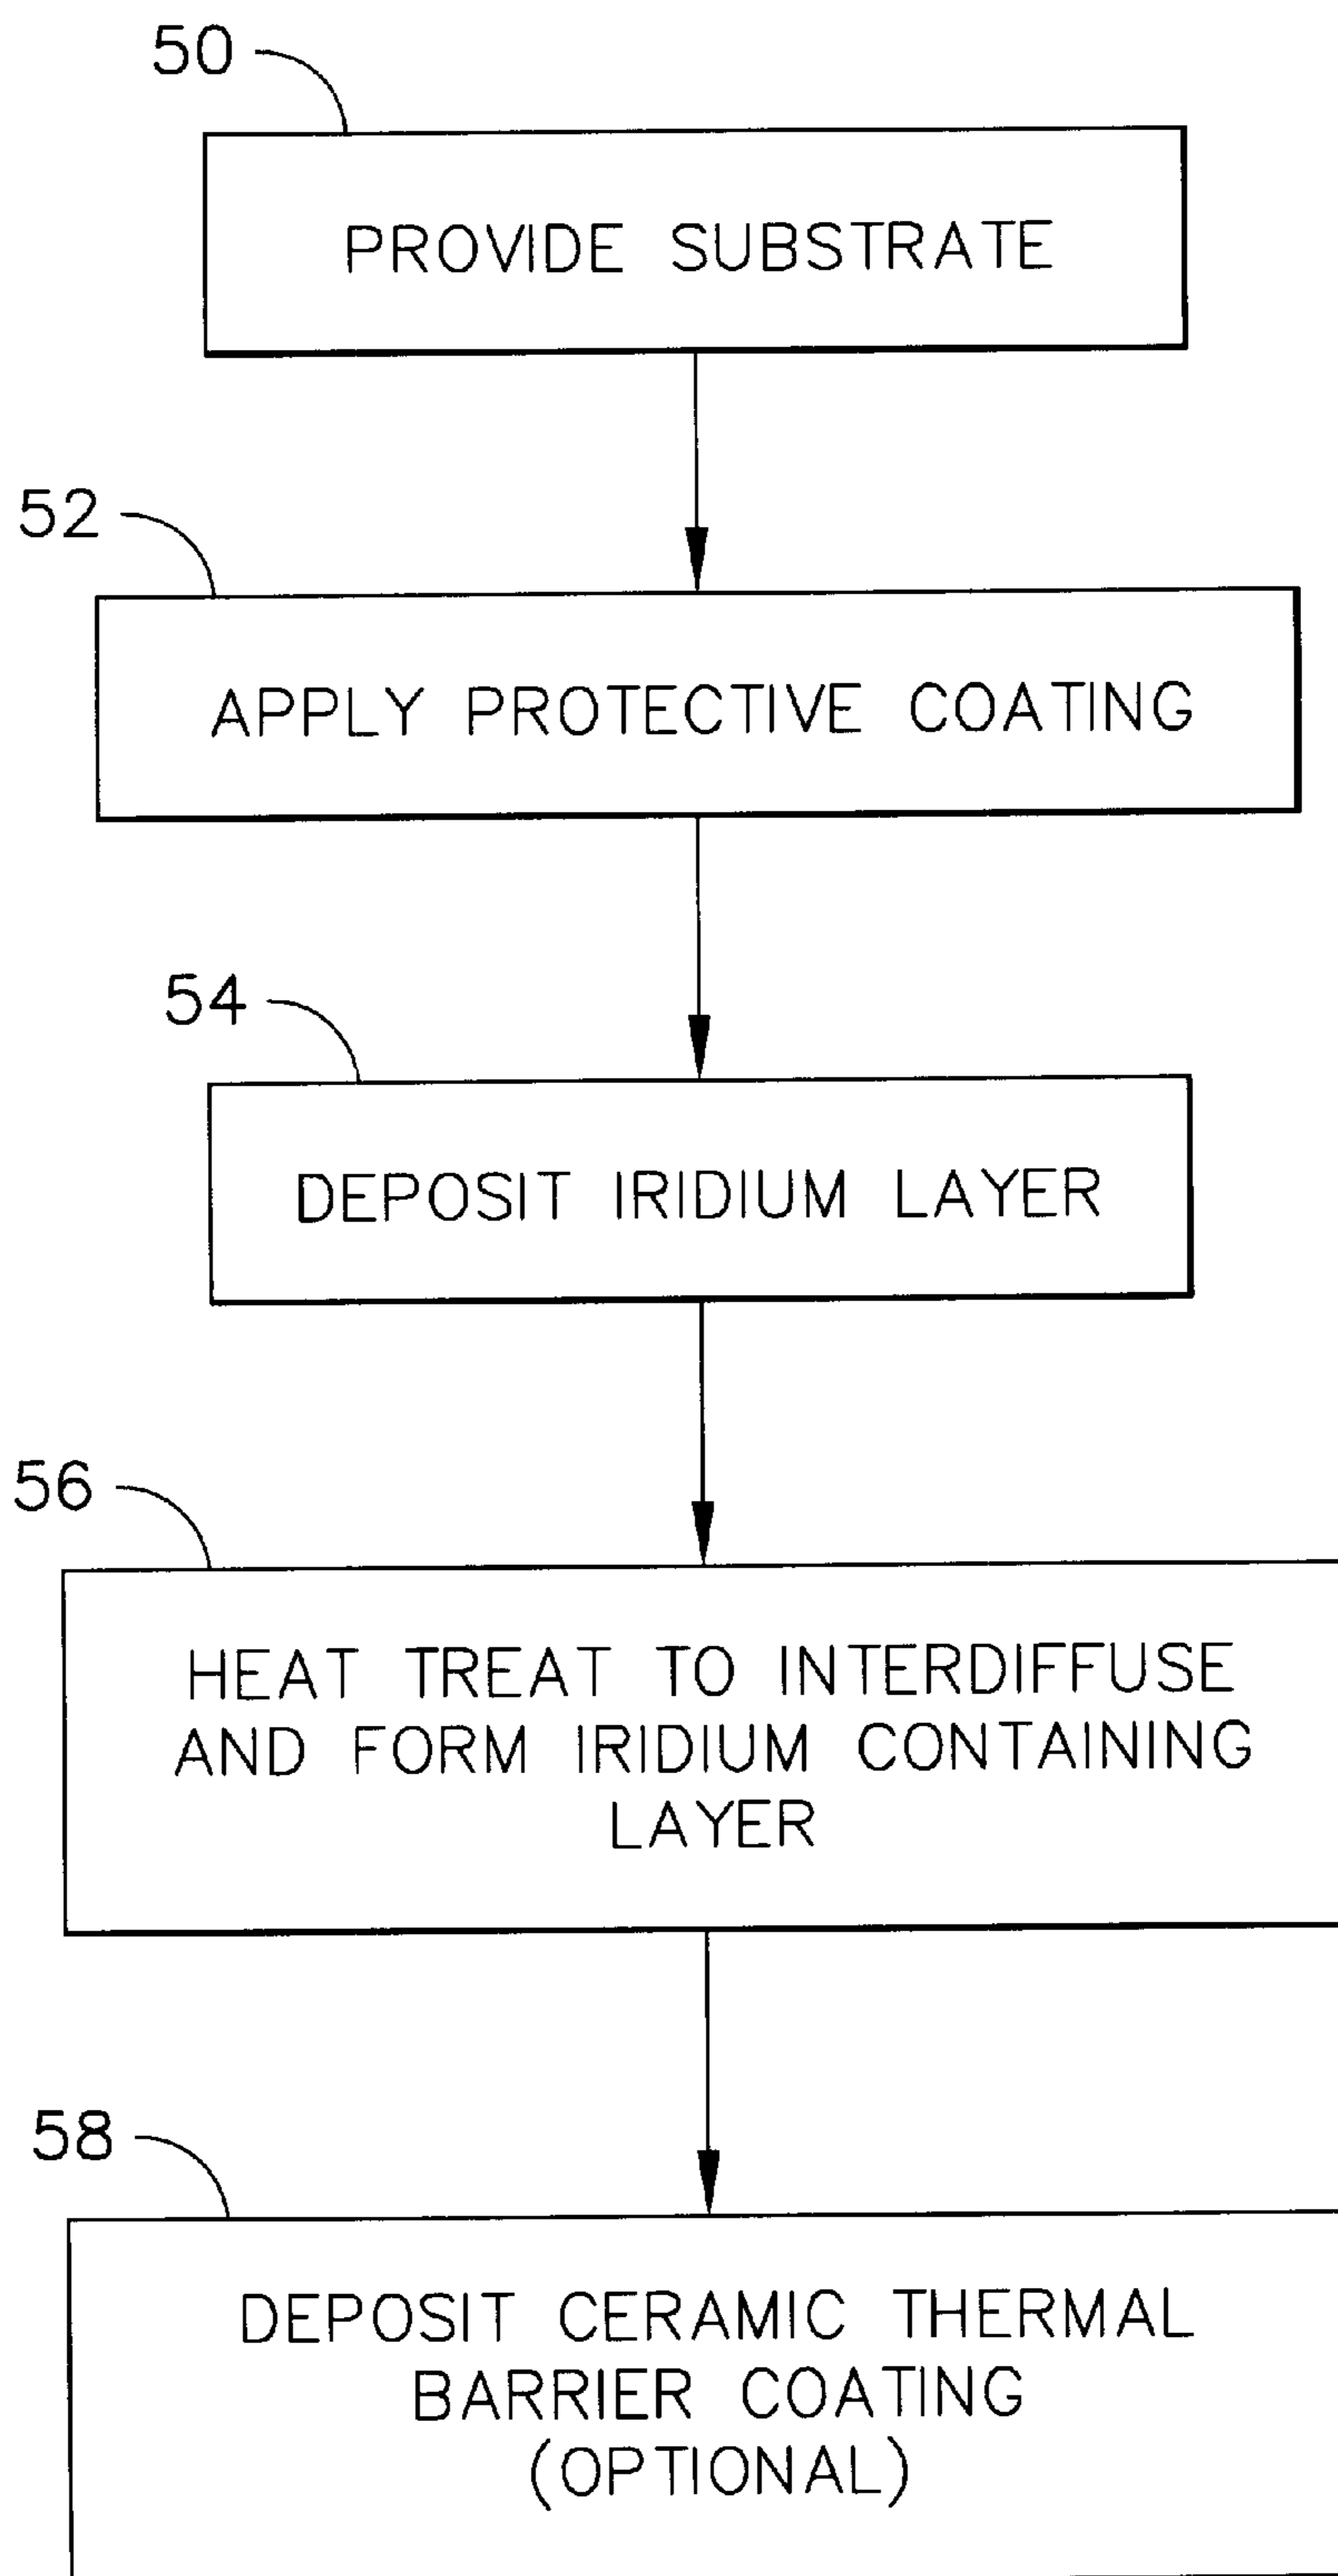 50
PROVIDE SUBSTRATE
52
APPLY PROTECTIVE COATING
54
DEPOSIT IRIDIUM LAYER
56
HEAT TREAT TO INTERDIFFUSE
AND FORM IRIDIUM CONTAINING
LAYER
58
DEPOSIT CERAMIC THERMAL
BARRIER COATING
(OPTIONAL)